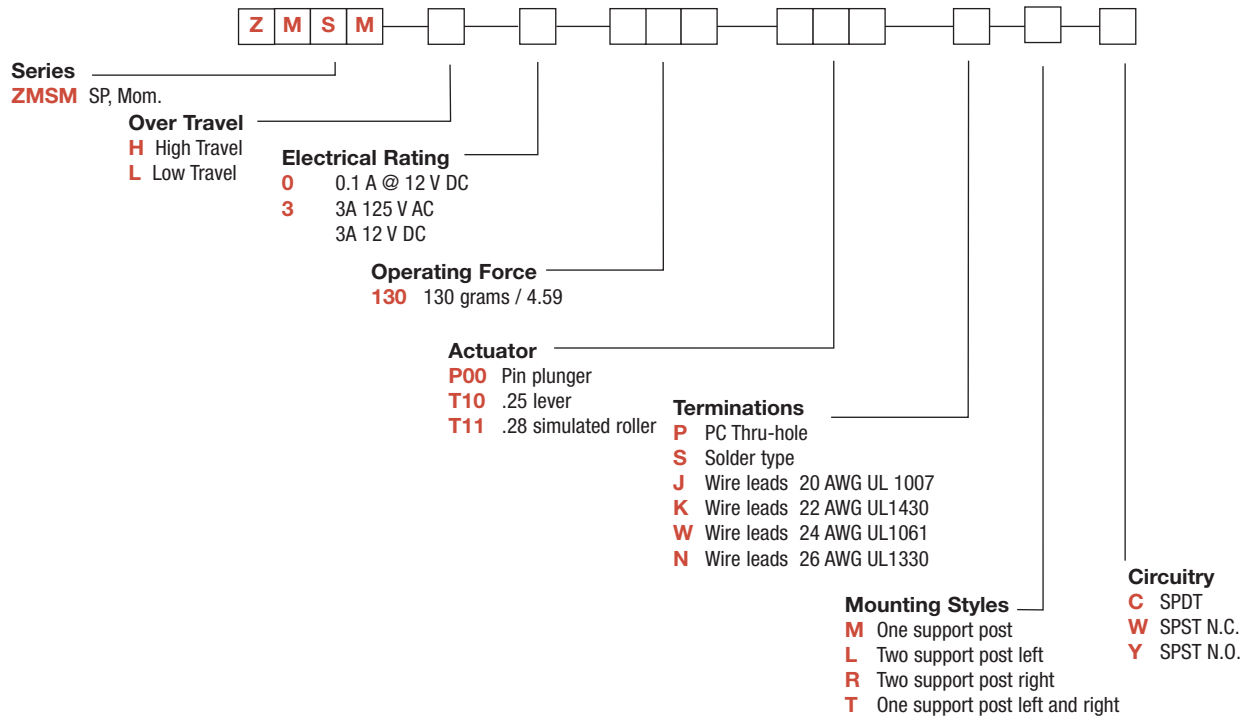 Z M S M
Series
ZMSM SP, Mom.
Over Travel
H High Travel
L Low Travel
Electrical Rating
0 0.1 A @ 12 V DC
3 3A 125 V AC
3A 12 V DC
Operating Force
130 130 grams / 4.59
Actuator
P00 Pin plunger
T10 .25 lever
T11 .28 simulated roller
Terminations
P PC Thru-hole
S Solder type
J Wire leads 20 AWG UL 1007
K Wire leads 22 AWG UL1430
W Wire leads 24 AWG UL1061
N Wire leads 26 AWG UL1330
Mounting Styles
M One support post
L Two support post left
R Two support post right
T One support post left and right
Circuitry
C SPDT
W SPST N.C.
Y SPST N.O.